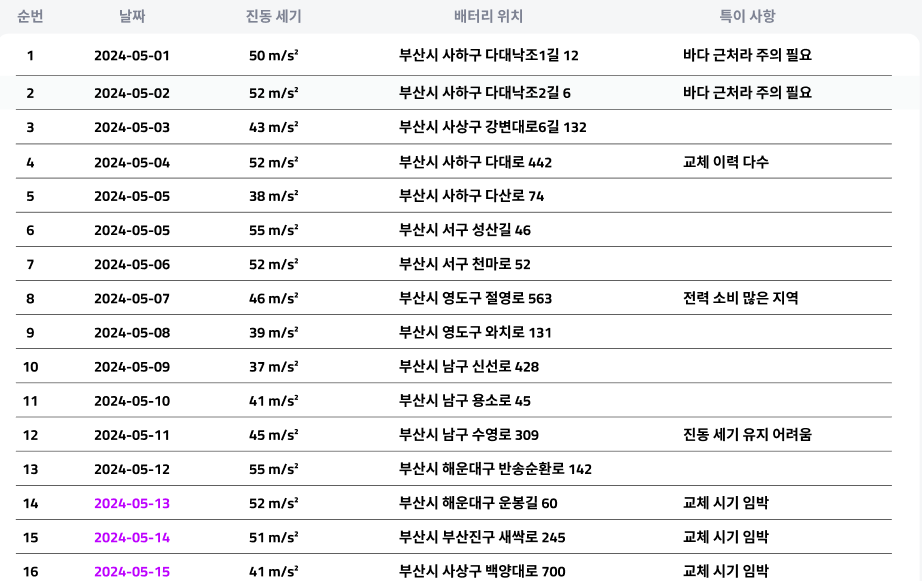 순번 날짜 진동 세기 배터리 위치 특이 사항
1 2024-05-01 50 m/s² 부산시 사하구 다대낙조1길 12 바다 근처라 주의 필요
2 2024-05-02 52 m/s² 부산시 사하구 다대낙조2길 6 바다 근처라 주의 필요
3 2024-05-03 43 m/s² 부산시 사상구 강변대로6길 132
4 2024-05-04 52 m/s² 부산시 사하구 다대로 442 교체 이력 다수
5 2024-05-05 38 m/s² 부산시 사하구 다산로 74
6 2024-05-05 55 m/s² 부산시 서구 성산길 46
7 2024-05-06 52 m/s² 부산시 서구 천마로 52
8 2024-05-07 46 m/s² 부산시 영도구 절영로 563 전력 소비 많은 지역
9 2024-05-08 39 m/s² 부산시 영도구 와치로 131
10 2024-05-09 37 m/s² 부산시 남구 신선로 428
11 2024-05-10 41 m/s² 부산시 남구 용소로 45
12 2024-05-11 45 m/s² 부산시 남구 수영로 309 진동 세기 유지 어려움
13 2024-05-12 55 m/s² 부산시 해운대구 반송순환로 142
14 2024-05-13 52 m/s² 부산시 해운대구 운봉길 60 교체 시기 임박
15 2024-05-14 51 m/s² 부산시 부산진구 새싹로 245 교체 시기 임박
16 2024-05-15 41 m/s² 부산시 사상구 백양대로 700 교체 시기 임박